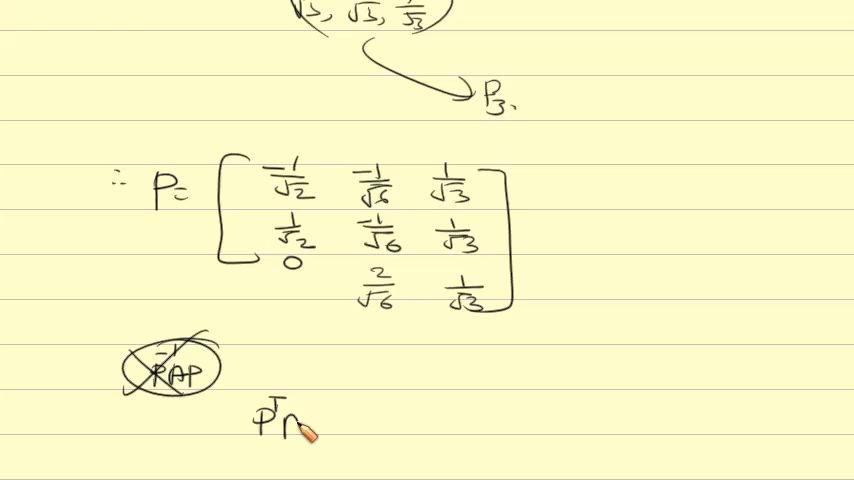 √3, √3, 1/√3
P3.
∴ P = [ -1/√2 -1/√6 1/√3
1/√2 -1/√6 1/√3
0 2/√6 1/√3 ]
P⁻¹AP
Pᵀ